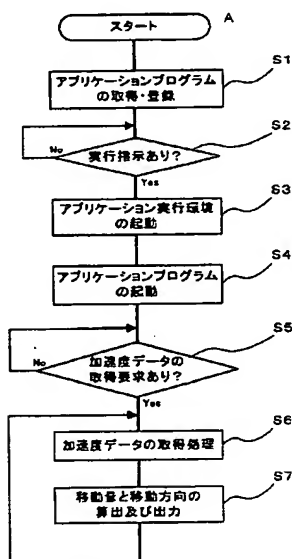 スタート
A
アプリケーションプログラム
の取得・登録
S1
実行指示あり?
S2
No
Yes
アプリケーション実行環境
の起動
S3
アプリケーションプログラム
の起動
S4
加速度データの
取得要求あり?
S5
No
Yes
加速度データの取得処理
S6
移動量と移動方向の
算出及び出力
S7